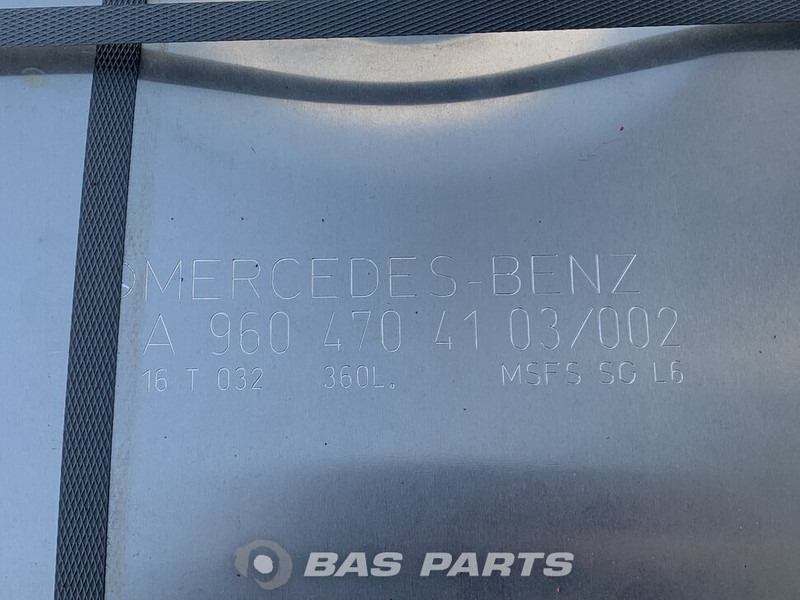 MERCEDES-BENZ
A 960 470 41 03/002
16 T 032 360L. MSFS SG L6
BAS PARTS